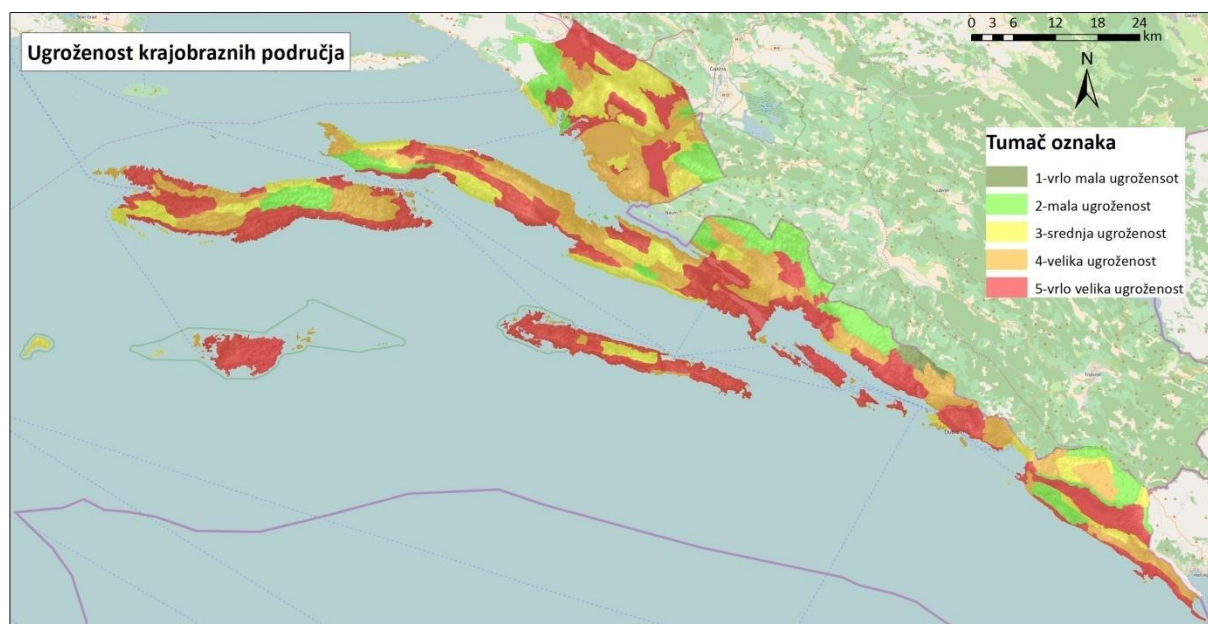 Ugroženost krajobraznih područja
0 3 6 12 18 24
km
N
Tumač oznaka
1-vrlo mala ugrožensot
2-mala ugroženost
3-srednja ugroženost
4-velika ugroženost
5-vrlo velika ugroženost